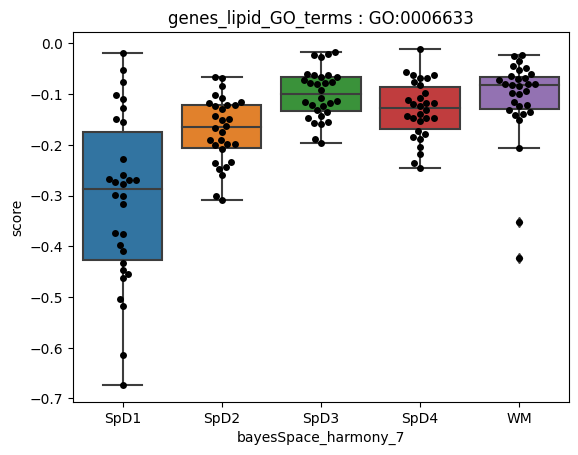 genes_lipid_GO_terms : GO:0006633
0.0
−0.1
−0.2
−0.3
−0.4
−0.5
−0.6
−0.7
score
SpD1 SpD2 SpD3 SpD4 WM
bayesSpace_harmony_7